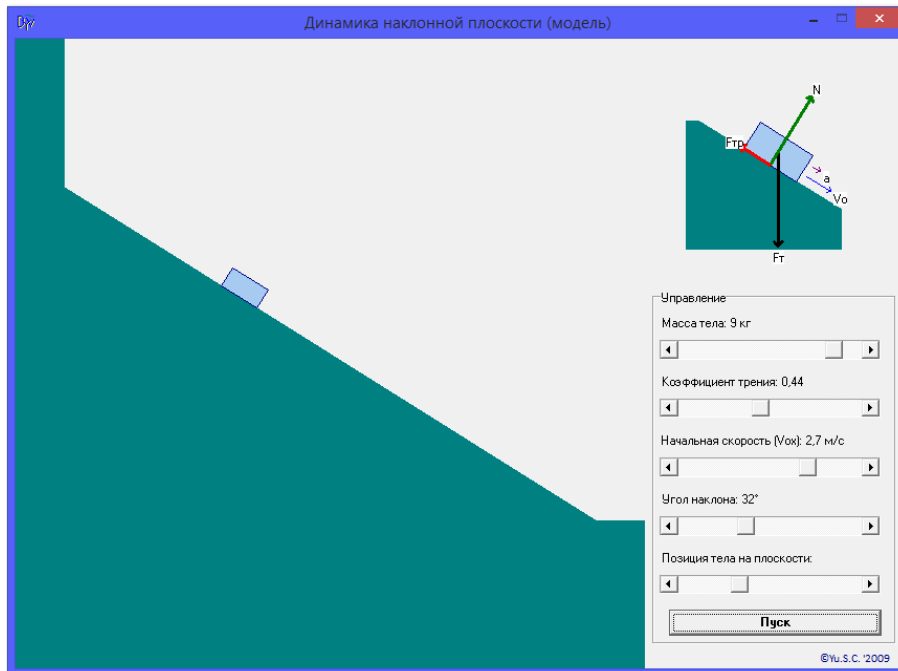 Динамика наклонной плоскости (модель)
N
Fтр
a
Vo
Fт
Управление
Масса тела: 9 кг
Коэффициент трения: 0,44
Начальная скорость (Vox): 2,7 м/с
Угол наклона: 32°
Позиция тела на плоскости:
Пуск
©Yu.S.C. '2009